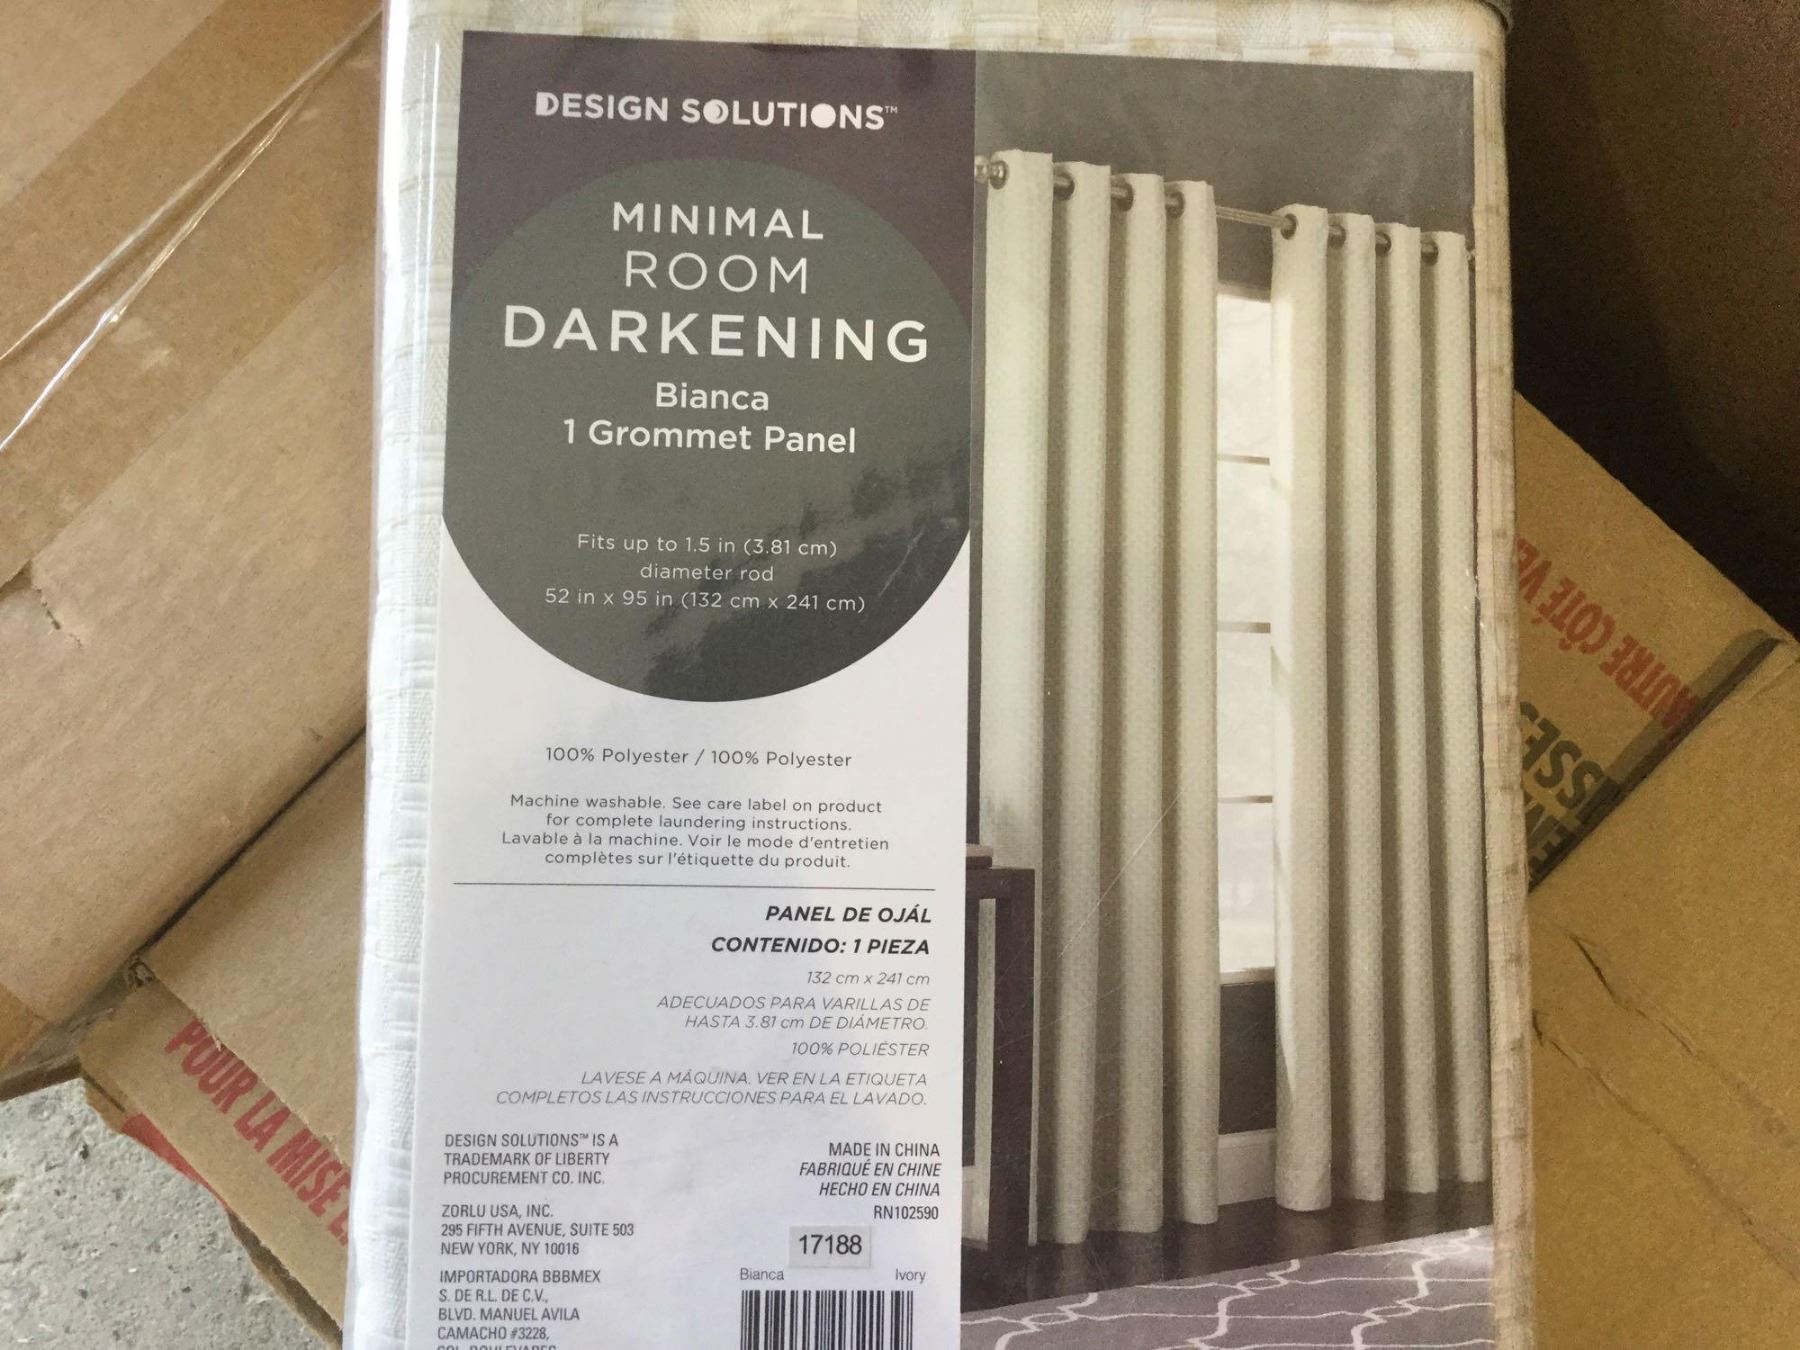 DESIGN SOLUTIONS™
MINIMAL
ROOM
DARKENING
Bianca
1 Grommet Panel
Fits up to 1.5 in (3.81 cm)
diameter rod
52 in x 95 in (132 cm x 241 cm)
100% Polyester / 100% Polyester
Machine washable. See care label on product
for complete laundering instructions.
Lavable à la machine. Voir le mode d'entretien
complètes sur l'étiquette du produit.
PANEL DE OJÁL
CONTENIDO: 1 PIEZA
132 cm x 241 cm
ADECUADOS PARA VARILLAS DE
HASTA 3.81 cm DE DIÁMETRO.
100% POLIÉSTER
LAVESE A MÁQUINA. VER EN LA ETIQUETA
COMPLETOS LAS INSTRUCCIONES PARA EL LAVADO.
DESIGN SOLUTIONS™ IS A
TRADEMARK OF LIBERTY
PROCUREMENT CO. INC.
ZORLU USA, INC.
295 FIFTH AVENUE, SUITE 503
NEW YORK, NY 10016
IMPORTADORA BBBMEX
S. DE R.L. DE C.V.,
BLVD. MANUEL AVILA
CAMACHO #3228,
MADE IN CHINA
FABRIQUÉ EN CHINE
HECHO EN CHINA
RN102590
17188
Bianca Ivory
POUR LA MISE
AUTRE CÔTÉ